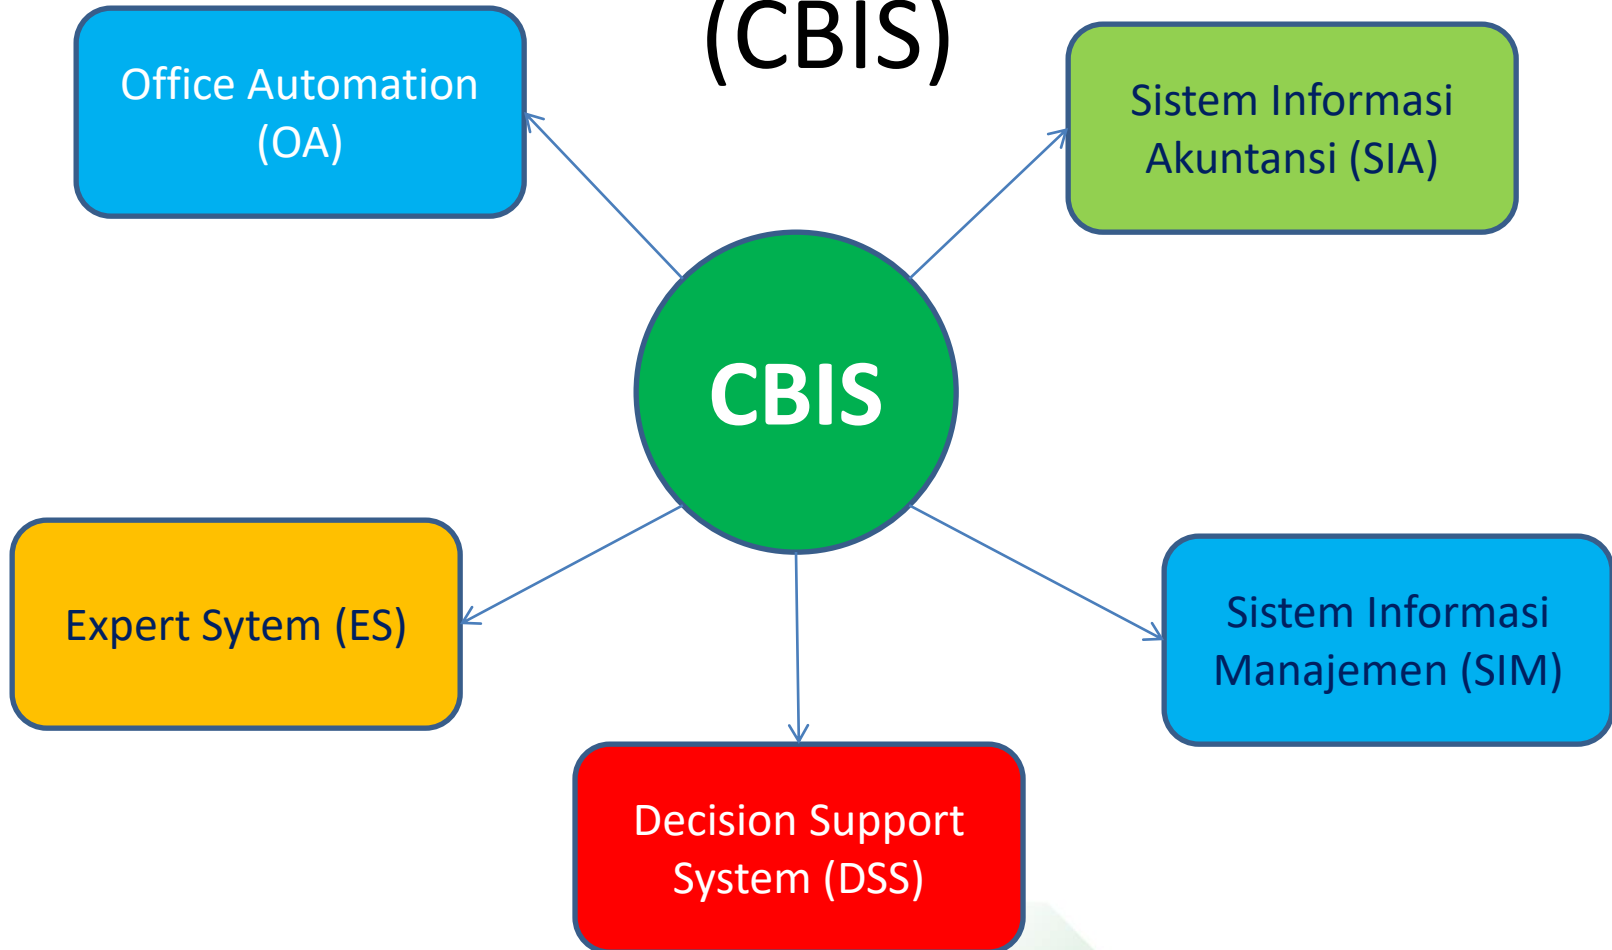 (CBIS)
Office Automation
(OA)
Sistem Informasi
Akuntansi (SIA)
CBIS
Expert Sytem (ES)
Sistem Informasi
Manajemen (SIM)
Decision Support
System (DSS)